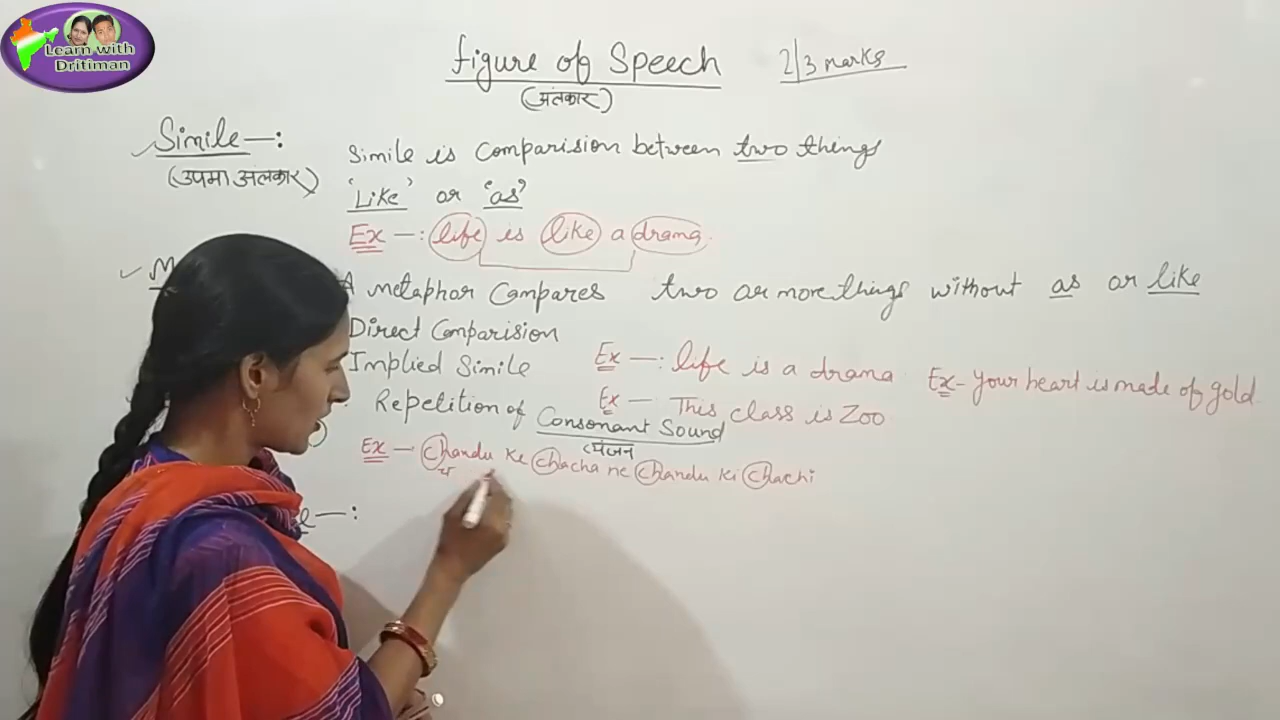 Learn with
Dritiman
Figure of Speech 2/3 marks
(अलंकार)
Simile—:
(उपमा अलंकार)
Simile is comparision between two things
'Like' or 'as'
Ex—: life is like a drama.
A metaphor Compares two or more things without as or like
Direct Comparision
Implied Simile
Ex—: life is a drama
Ex- Your heart is made of gold
Ex— This class is Zoo
Repetition of Consonant Sound
Ex— Chandu ke Chacha ne Chandu ki Chachi
च